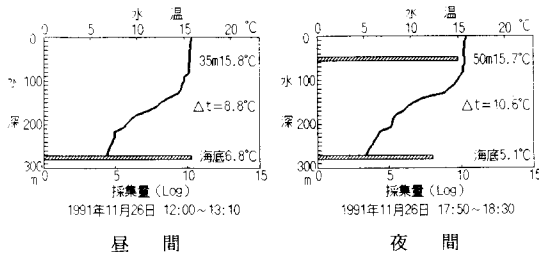 水 温
0 5 10 15 20 ℃
0
35m15.8℃
100
水
Δt=8.8℃
深
200
海底6.8℃
300
m
0 5 10 15
採集量(Log)
1991年11月26日 12:00～13:10
昼 間
水 温
0 5 10 15 20 ℃
0
50m15.7℃
100
水
Δt=10.6℃
深
200
海底5.1℃
300
m
0 5 10 15
採集量(Log)
1991年11月26日 17:50～18:30
夜 間